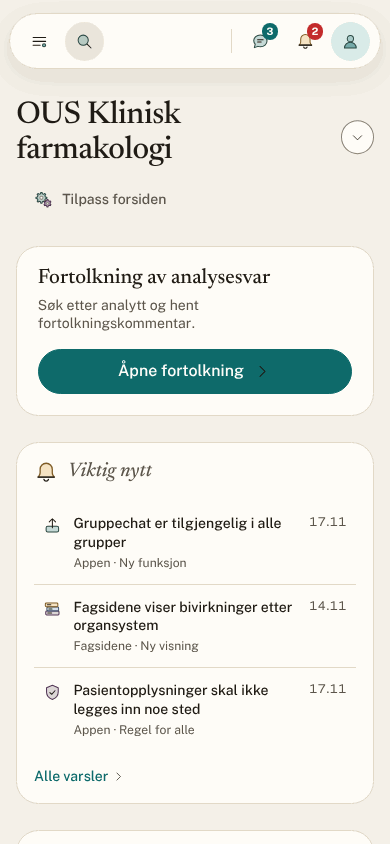 3
2
OUS Klinisk
farmakologi
Tilpass forsiden
Fortolkning av analysesvar
Søk etter analytt og hent
fortolkningskommentar.
Åpne fortolkning
Viktig nytt
Gruppechat er tilgjengelig i alle
grupper
17.11
Appen · Ny funksjon
Fagsidene viser bivirkninger etter
organsystem
14.11
Fagsidene · Ny visning
Pasientopplysninger skal ikke
legges inn noe sted
17.11
Appen · Regel for alle
Alle varsler